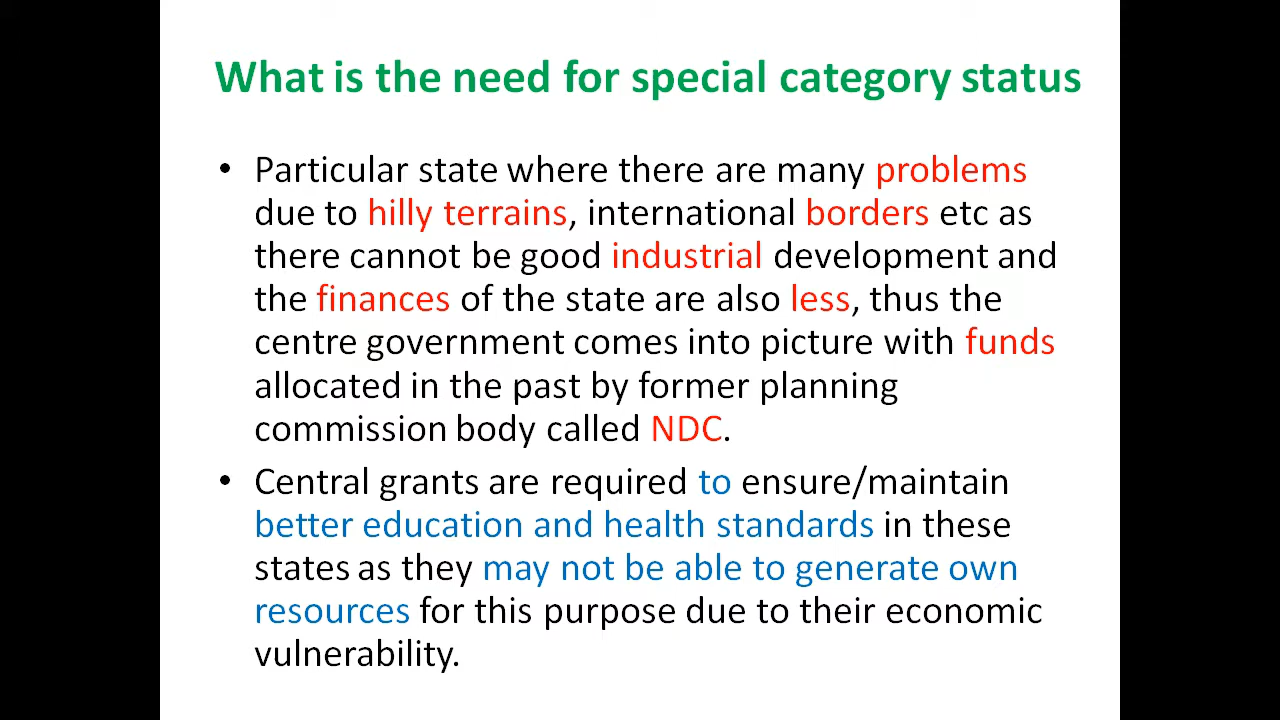 What is the need for special category status
• Particular state where there are many problems
due to hilly terrains, international borders etc as
there cannot be good industrial development and
the finances of the state are also less, thus the
centre government comes into picture with funds
allocated in the past by former planning
commission body called NDC.
• Central grants are required to ensure/maintain
better education and health standards in these
states as they may not be able to generate own
resources for this purpose due to their economic
vulnerability.